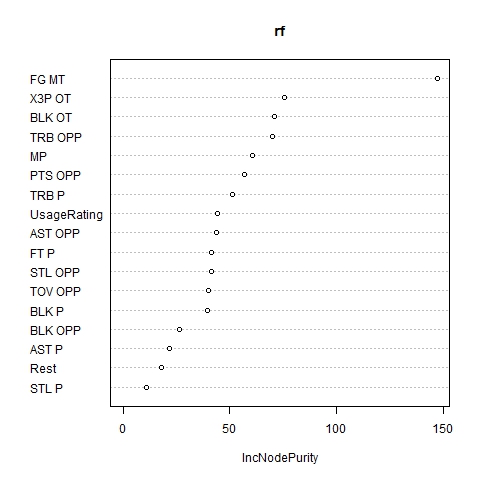 rf
FG MT
X3P OT
BLK OT
TRB OPP
MP
PTS OPP
TRB P
UsageRating
AST OPP
FT P
STL OPP
TOV OPP
BLK P
BLK OPP
AST P
Rest
STL P
0 50 100 150
IncNodePurity